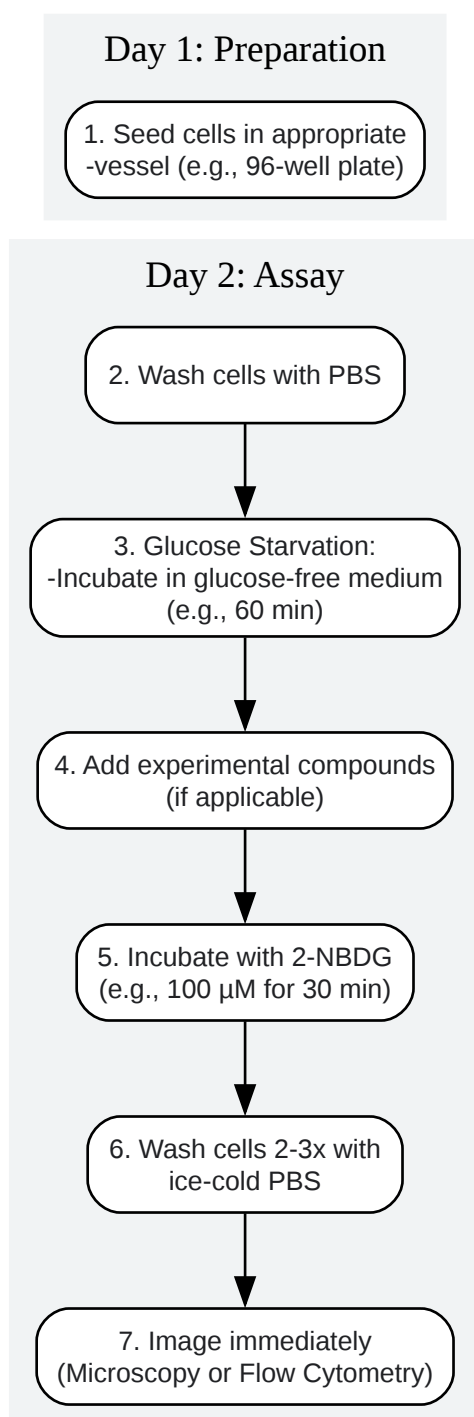 Day 1: Preparation
1. Seed cells in appropriate
-vessel (e.g., 96-well plate)
Day 2: Assay
2. Wash cells with PBS
3. Glucose Starvation:
-Incubate in glucose-free medium
(e.g., 60 min)
4. Add experimental compounds
(if applicable)
5. Incubate with 2-NBDG
(e.g., 100 µM for 30 min)
6. Wash cells 2-3x with
ice-cold PBS
7. Image immediately
(Microscopy or Flow Cytometry)